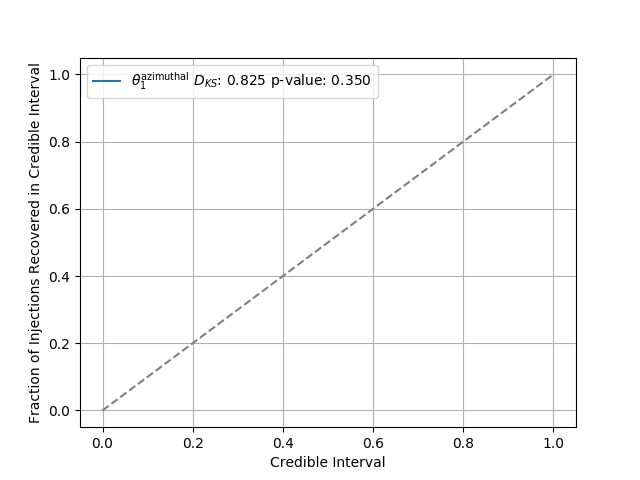 θ₁ᵃᶻⁱᵐᵘᵗʰᵃˡ D_KS: 0.825 p-value: 0.350
1.0
0.8
0.6
0.4
0.2
0.0
Fraction of Injections Recovered in Credible Interval
0.0 0.2 0.4 0.6 0.8 1.0
Credible Interval